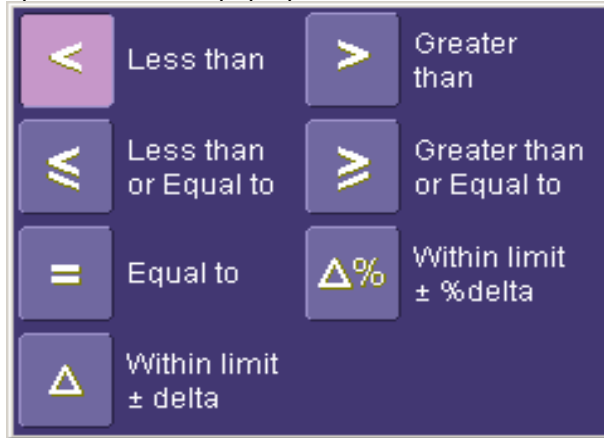 < Less than
> Greater than
≤ Less than
or Equal to
≥ Greater than
or Equal to
= Equal to
Δ% Within limit
± %delta
Δ Within limit
± delta